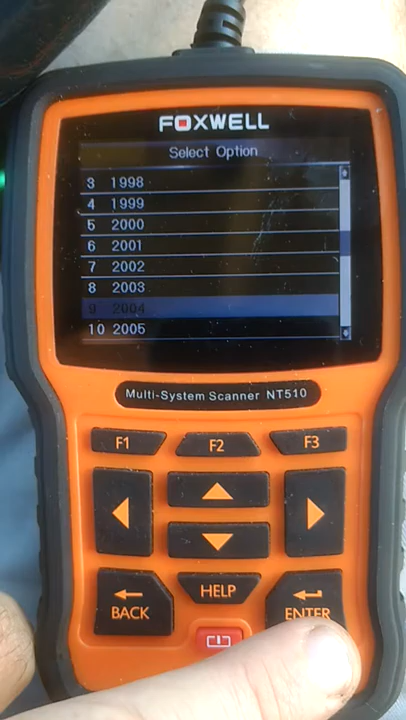 FOXWELL
Select Option
3 1998
4 1999
5 2000
6 2001
7 2002
8 2003
9 2004
10 2005
Multi-System Scanner NT510
F1 F2 F3
BACK HELP ENTER